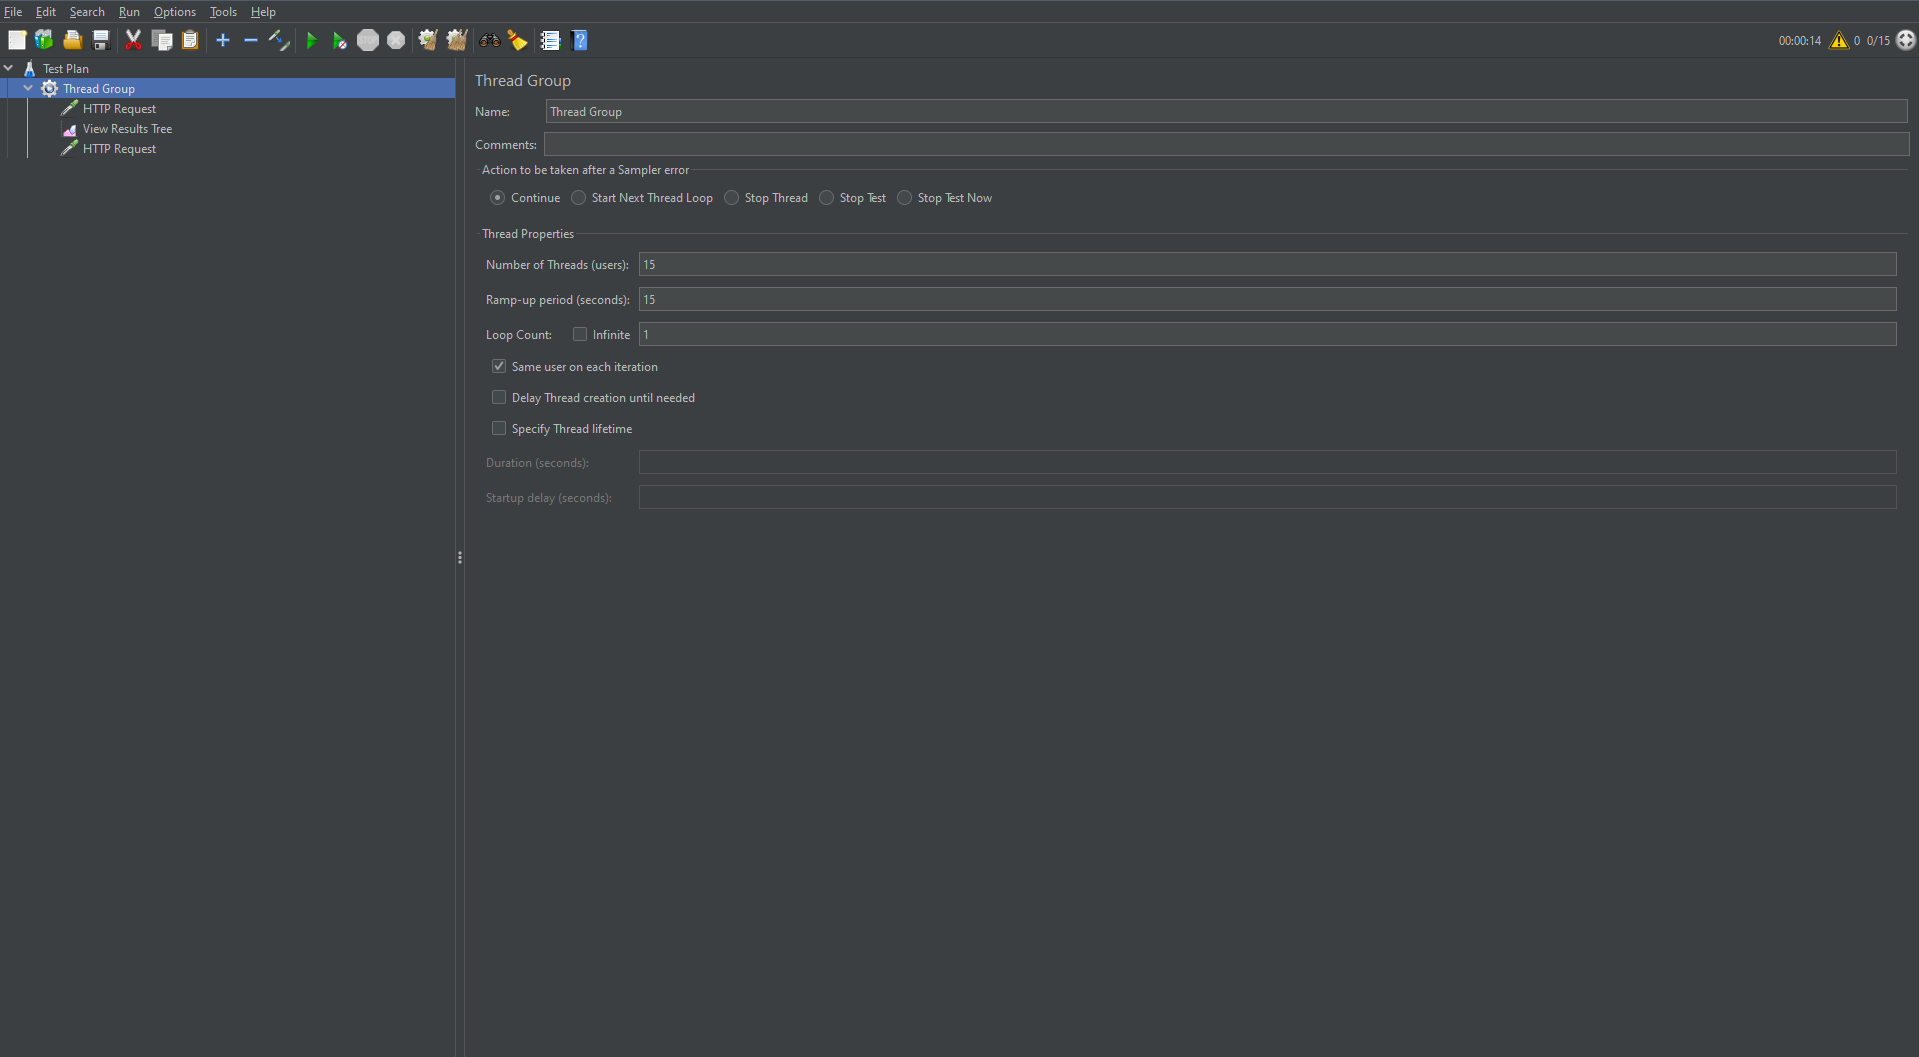 File Edit Search Run Options Tools Help
STOP
00:00:14 0 0/15
Test Plan
Thread Group
HTTP Request
View Results Tree
HTTP Request
Thread Group
Name: Thread Group
Comments:
Action to be taken after a Sampler error
Continue Start Next Thread Loop Stop Thread Stop Test Stop Test Now
Thread Properties
Number of Threads (users): 15
Ramp-up period (seconds): 15
Loop Count: Infinite 1
Same user on each iteration
Delay Thread creation until needed
Specify Thread lifetime
Duration (seconds):
Startup delay (seconds):